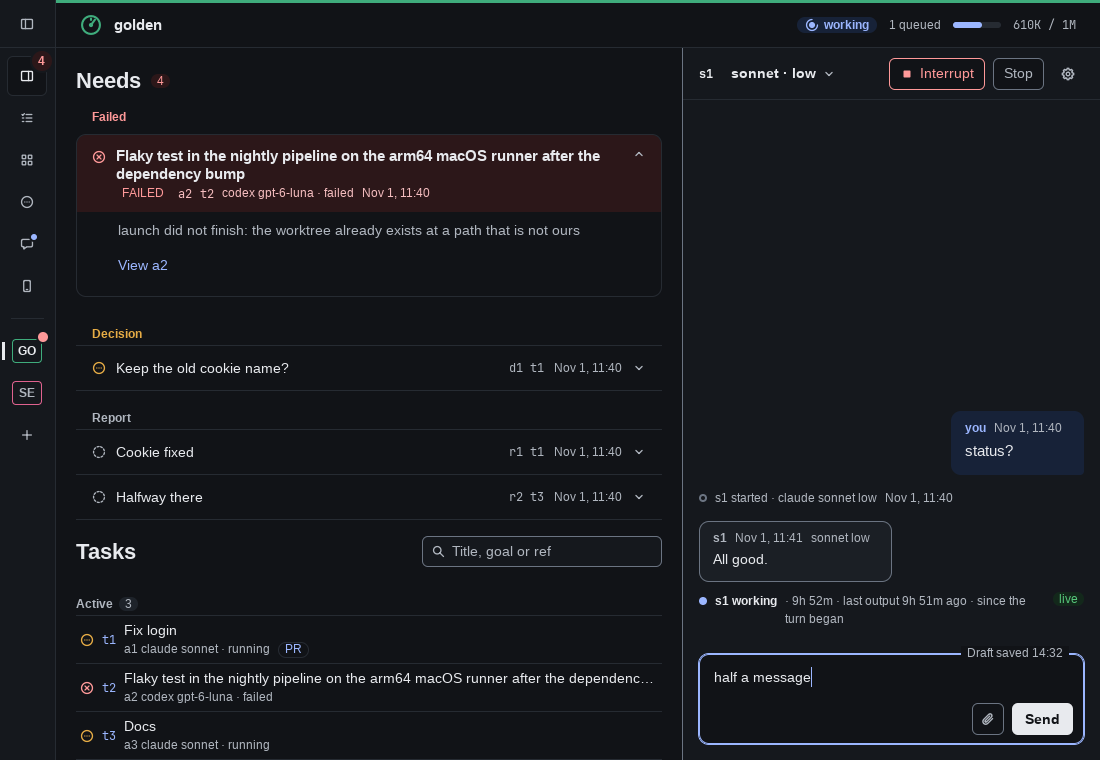 golden
working
1 queued
610K / 1M
4
GO
SE
Needs 4
Failed
Flaky test in the nightly pipeline on the arm64 macOS runner after the
dependency bump
FAILED a2 t2 codex gpt-6-luna · failed Nov 1, 11:40
launch did not finish: the worktree already exists at a path that is not ours
View a2
Decision
Keep the old cookie name? d1 t1 Nov 1, 11:40
Report
Cookie fixed r1 t1 Nov 1, 11:40
Halfway there r2 t3 Nov 1, 11:40
Tasks
Title, goal or ref
Active 3
t1 Fix login
a1 claude sonnet · running PR
t2 Flaky test in the nightly pipeline on the arm64 macOS runner after the dependenc…
a2 codex gpt-6-luna · failed
t3 Docs
a3 claude sonnet · running
s1 sonnet · low
Interrupt
Stop
you Nov 1, 11:40
status?
s1 started · claude sonnet low Nov 1, 11:40
s1 Nov 1, 11:41 sonnet low
All good.
s1 working · 9h 52m · last output 9h 51m ago · since the
turn began
live
Draft saved 14:32
half a message
Send